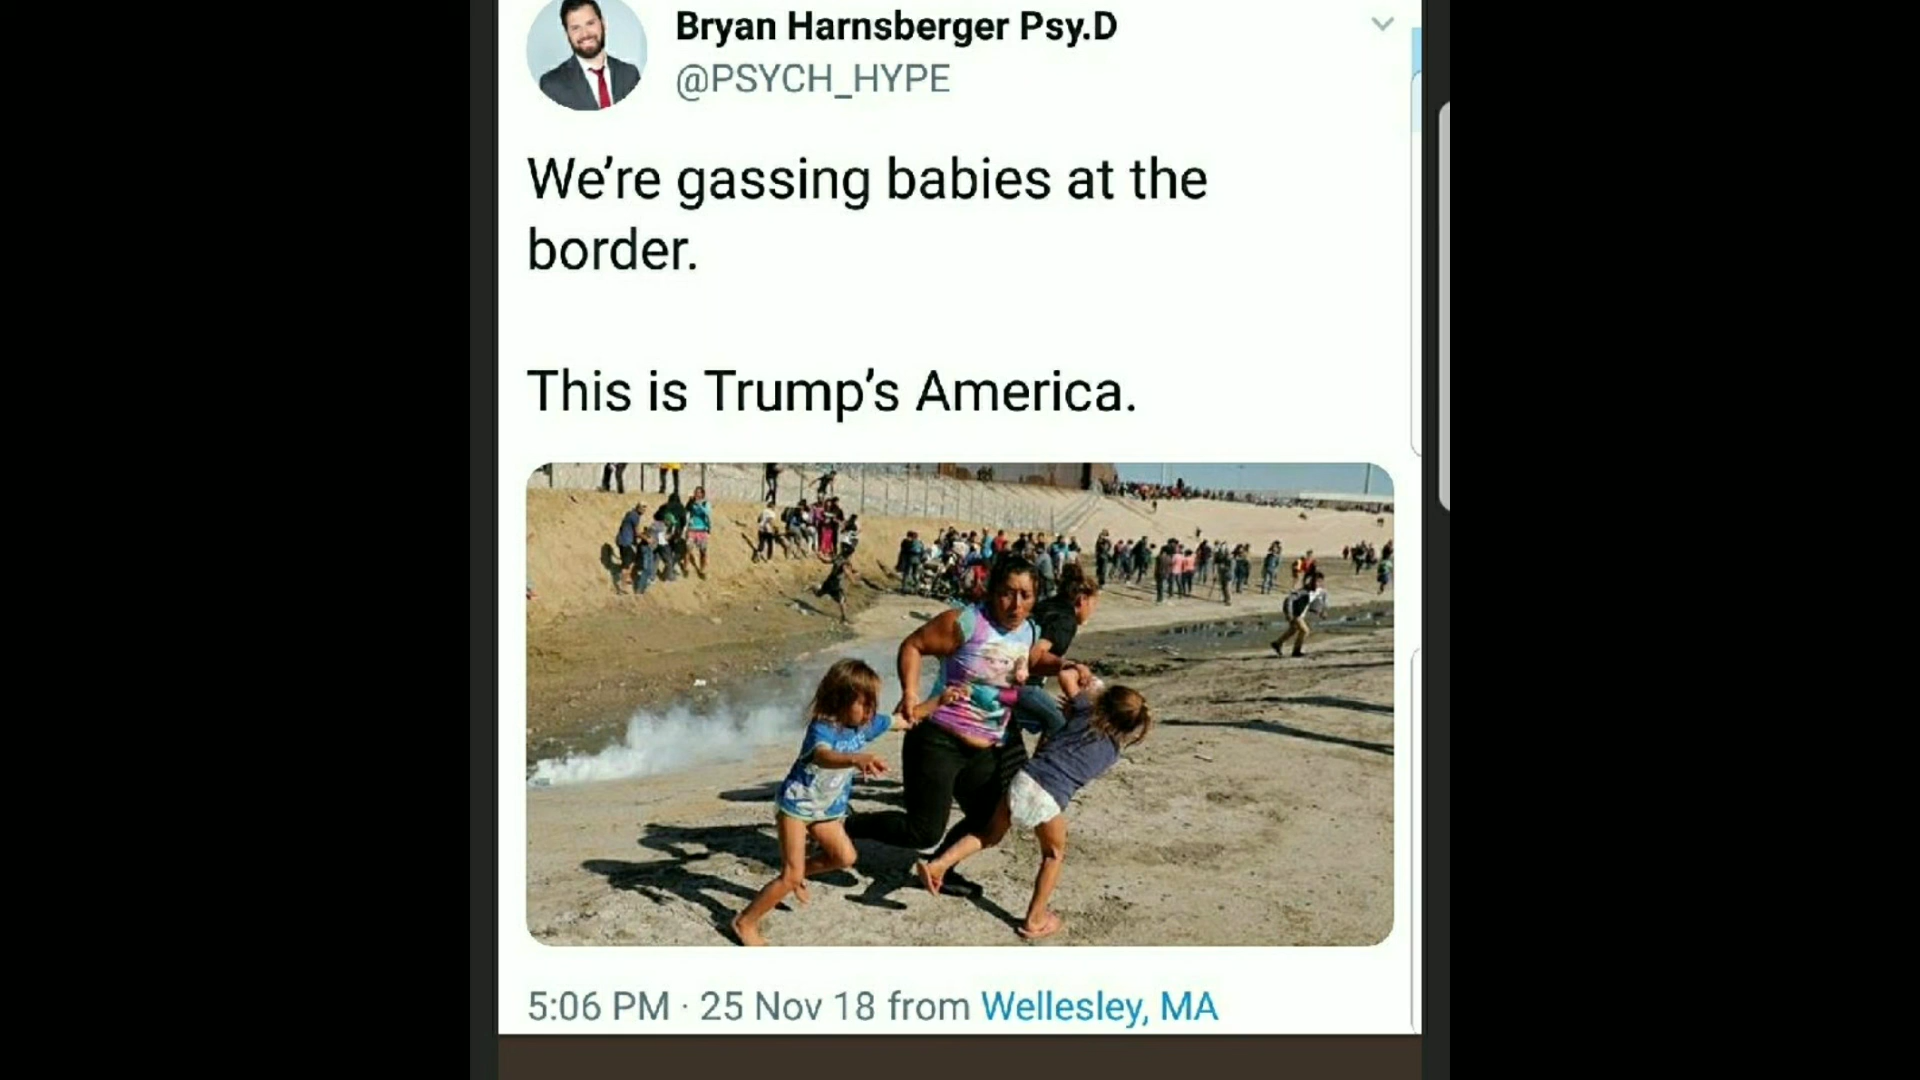 Bryan Harnsberger Psy.D
@PSYCH_HYPE
We're gassing babies at the
border.
This is Trump's America.
5:06 PM · 25 Nov 18 from Wellesley, MA